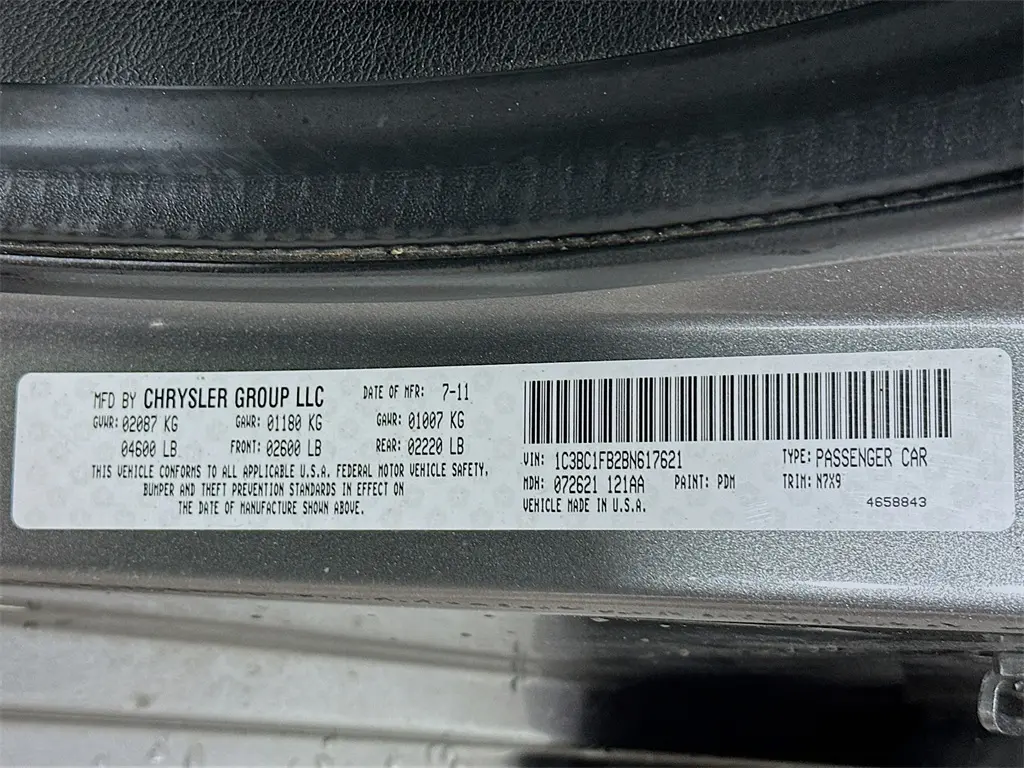 MFD BY CHRYSLER GROUP LLC DATE OF MFR: 7-11
GVWR: 02087 KG GAWR: 01180 KG GAWR: 01007 KG
04600 LB FRONT: 02600 LB REAR: 02220 LB
THIS VEHICLE CONFORMS TO ALL APPLICABLE U.S.A. FEDERAL MOTOR VEHICLE SAFETY,
BUMPER AND THEFT PREVENTION STANDARDS IN EFFECT ON
THE DATE OF MANUFACTURE SHOWN ABOVE.
VIN: 1C3BC1FB2BN617621 TYPE: PASSENGER CAR
MDH: 072621 121AA PAINT: PDM TRIM: N7X9
VEHICLE MADE IN U.S.A. 4658843